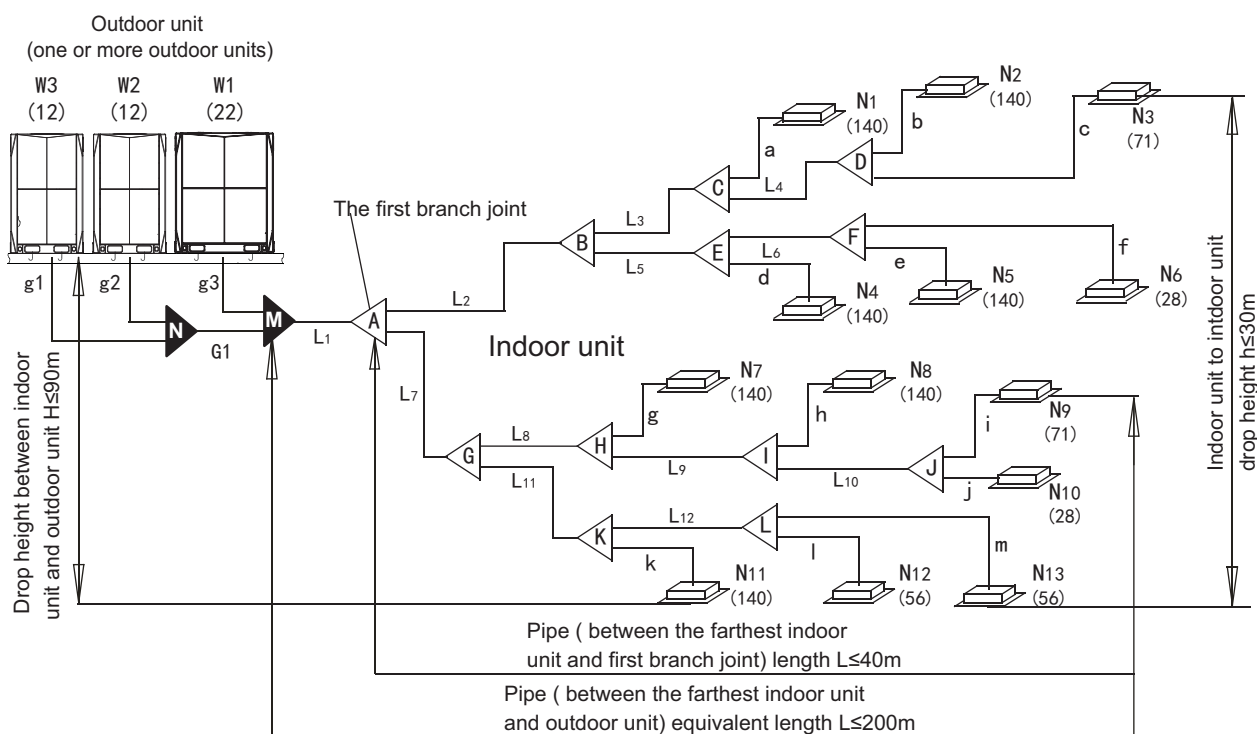 Outdoor unit
(one or more outdoor units)
W3
(12)
W2
(12)
W1
(22)
g1
g2
g3
N
G1
M
L1
The first branch joint
A
L2
B
L3
C
a
N1
(140)
L4
D
b
N2
(140)
c
N3
(71)
L5
E
L6
d
N4
(140)
F
e
N5
(140)
f
N6
(28)
Indoor unit
L7
G
L8
H
g
N7
(140)
L9
I
h
N8
(140)
L10
J
i
N9
(71)
j
N10
(28)
L11
K
L12
k
N11
(140)
L
l
N12
(56)
m
N13
(56)
Drop height between indoor
unit and outdoor unit H≤90m
Indoor unit to intdoor unit
drop height h≤30m
Pipe ( between the farthest indoor
unit and first branch joint) length L≤40m
Pipe ( between the farthest indoor unit
and outdoor unit) equivalent length L≤200m